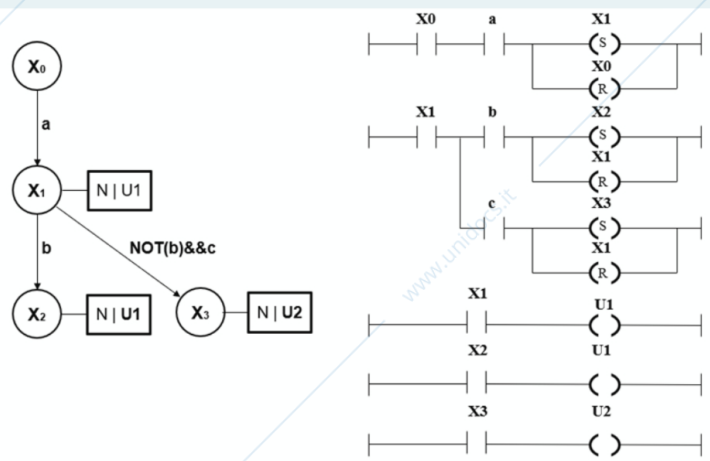 X0
a
X1
N | U1
b
NOT(b)&&c
X2
N | U1
X3
N | U2
X0 a X1
S
X0
R
X1 b X2
S
X1
R
c X3
S
X1
R
X1 U1
X2 U1
X3 U2
www.unidocs.it